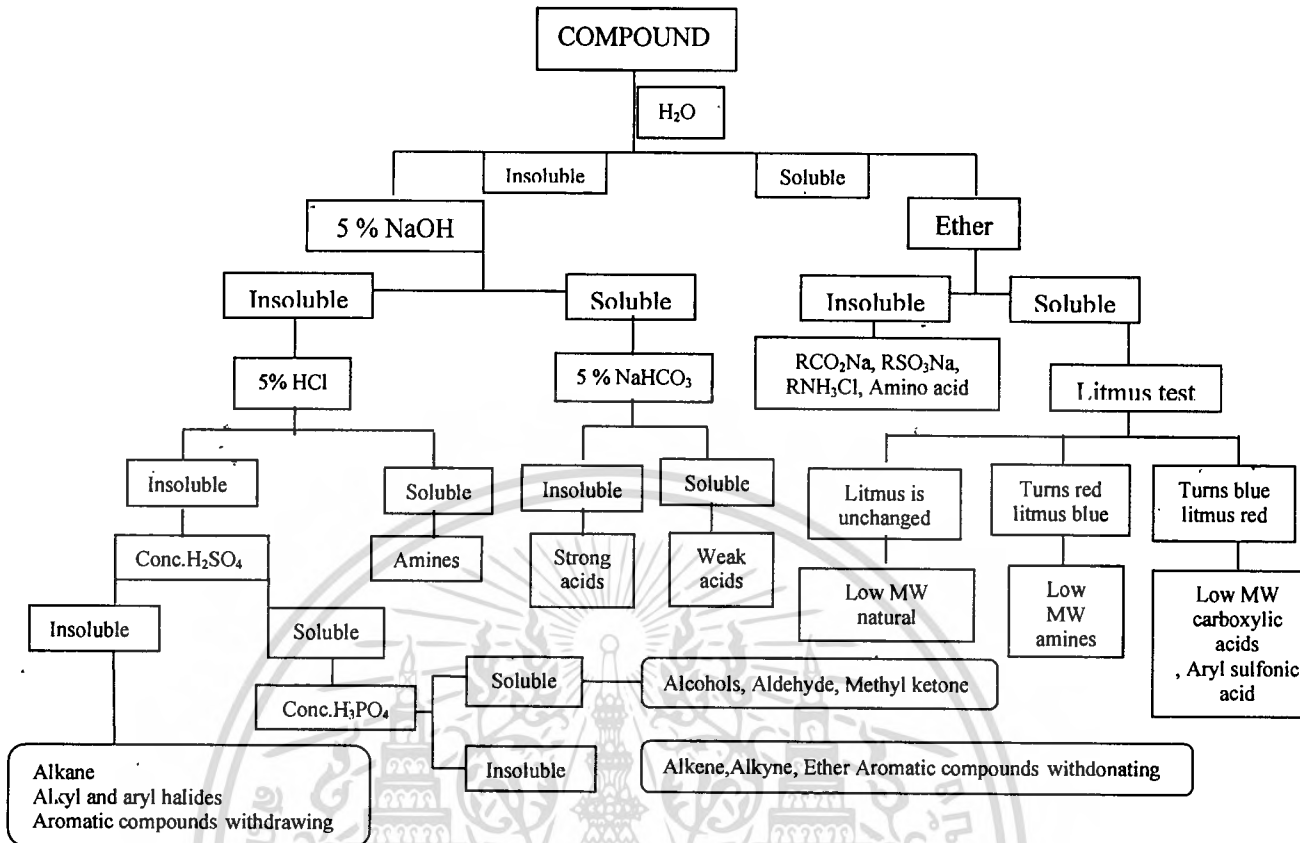 COMPOUND
H₂O
Insoluble
Soluble
5 % NaOH
Ether
Insoluble
Soluble
Insoluble
Soluble
5% HCl
5 % NaHCO₃
RCO₂Na, RSO₃Na,
RNH₃Cl, Amino acid
Litmus test
Insoluble
Soluble
Insoluble
Soluble
Litmus is
unchanged
Turns red
litmus blue
Turns blue
litmus red
Conc.H₂SO₄
Amines
Strong
acids
Weak
acids
Low MW
natural
Low
MW
amines
Low MW
carboxylic
acids
, Aryl sulfonic
acid
Insoluble
Soluble
Conc.H₃PO₄
Soluble
Alcohols, Aldehyde, Methyl ketone
Insoluble
Alkene,Alkyne, Ether Aromatic compounds withdonating
Alkane
Alkyl and aryl halides
Aromatic compounds withdrawing